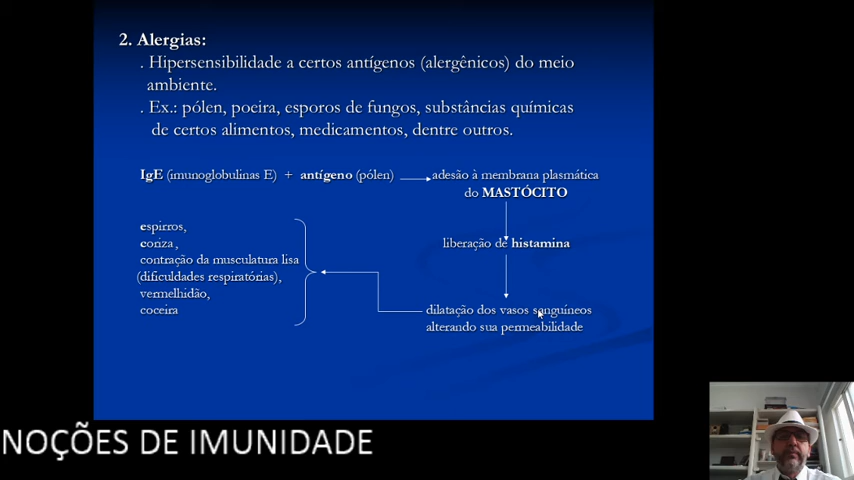 2. Alergias:
. Hipersensibilidade a certos antígenos (alergênicos) do meio
ambiente.
. Ex.: pólen, poeira, esporos de fungos, substâncias químicas
de certos alimentos, medicamentos, dentre outros.
IgE (imunoglobulinas E) + antígeno (pólen)
adesão à membrana plasmática
do MASTÓCITO
liberação de histamina
dilatação dos vasos sanguíneos
alterando sua permeabilidade
espirros,
coriza ,
contração da musculatura lisa
(dificuldades respiratórias),
vermelhidão,
coceira
NOÇÕES DE IMUNIDADE